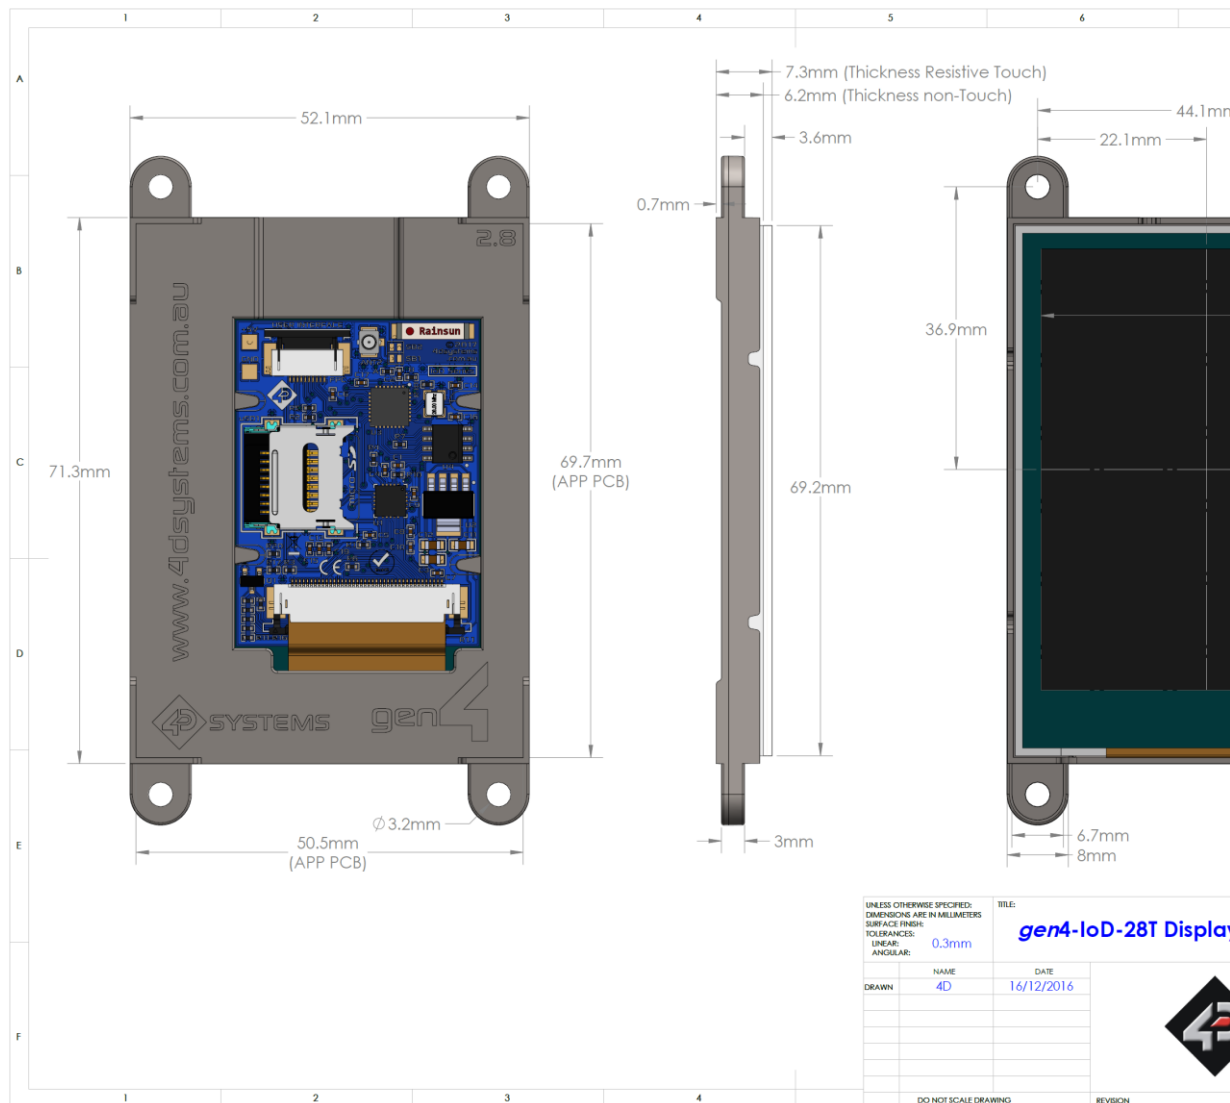 1 2 3 4 5 6
A
B
C
D
E
F
52.1mm
71.3mm
69.7mm
(APP PCB)
50.5mm
(APP PCB)
Ø3.2mm
2.8
Rainsun
www.4dsystems.com.au
4D SYSTEMS
gen4
CE
7.3mm (Thickness Resistive Touch)
6.2mm (Thickness non-Touch)
3.6mm
0.7mm
69.2mm
3mm
44.1mm
22.1mm
36.9mm
6.7mm
8mm
UNLESS OTHERWISE SPECIFIED:
DIMENSIONS ARE IN MILLIMETERS
SURFACE FINISH:
TOLERANCES:
LINEAR: 0.3mm
ANGULAR:
TITLE:
gen4-IoD-28T Display
NAME DATE
DRAWN 4D 16/12/2016
4D
DO NOT SCALE DRAWING
REVISION
1 2 3 4